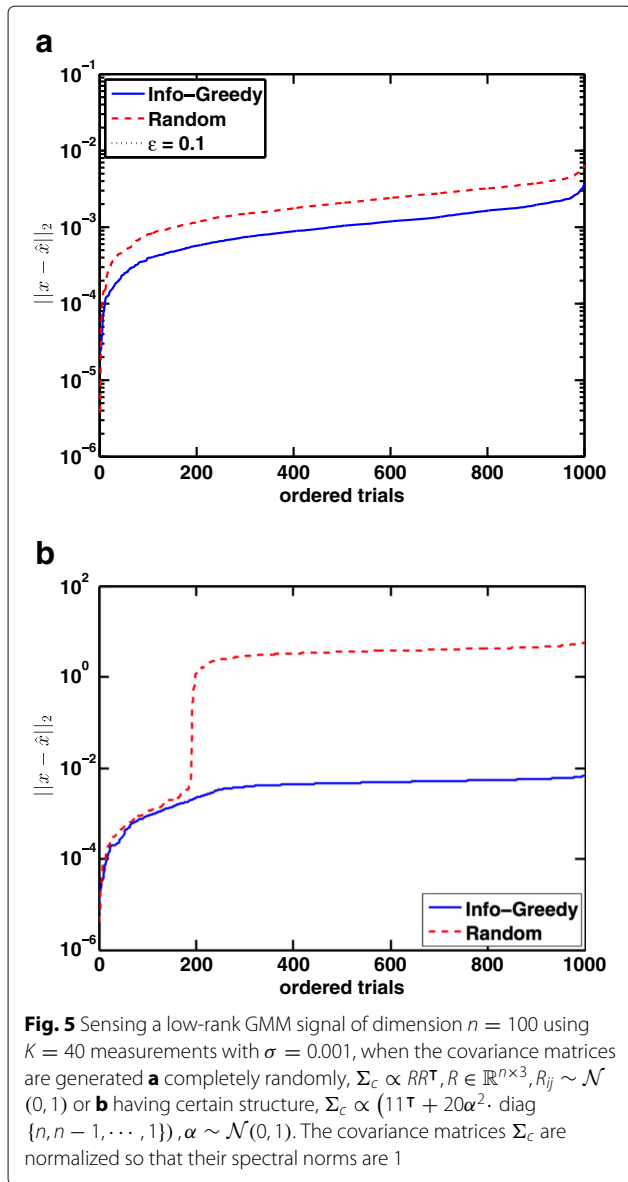 a
10⁻¹
Info-Greedy
Random
ε = 0.1
10⁻²
10⁻³
10⁻⁴
10⁻⁵
10⁻⁶
||x − x̂||₂
0 200 400 600 800 1000
ordered trials
b
10²
10⁰
10⁻²
10⁻⁴
10⁻⁶
||x − x̂||₂
Info-Greedy
Random
0 200 400 600 800 1000
ordered trials
Fig. 5 Sensing a low-rank GMM signal of dimension n = 100 using
K = 40 measurements with σ = 0.001, when the covariance matrices
are generated a completely randomly, Σc ∝ RRᵀ, R ∈ ℝⁿˣ³, Rij ∼ 𝒩
(0, 1) or b having certain structure, Σc ∝ (11ᵀ + 20α²· diag
{n, n − 1, ⋯ , 1}) , α ∼ 𝒩(0, 1). The covariance matrices Σc are
normalized so that their spectral norms are 1